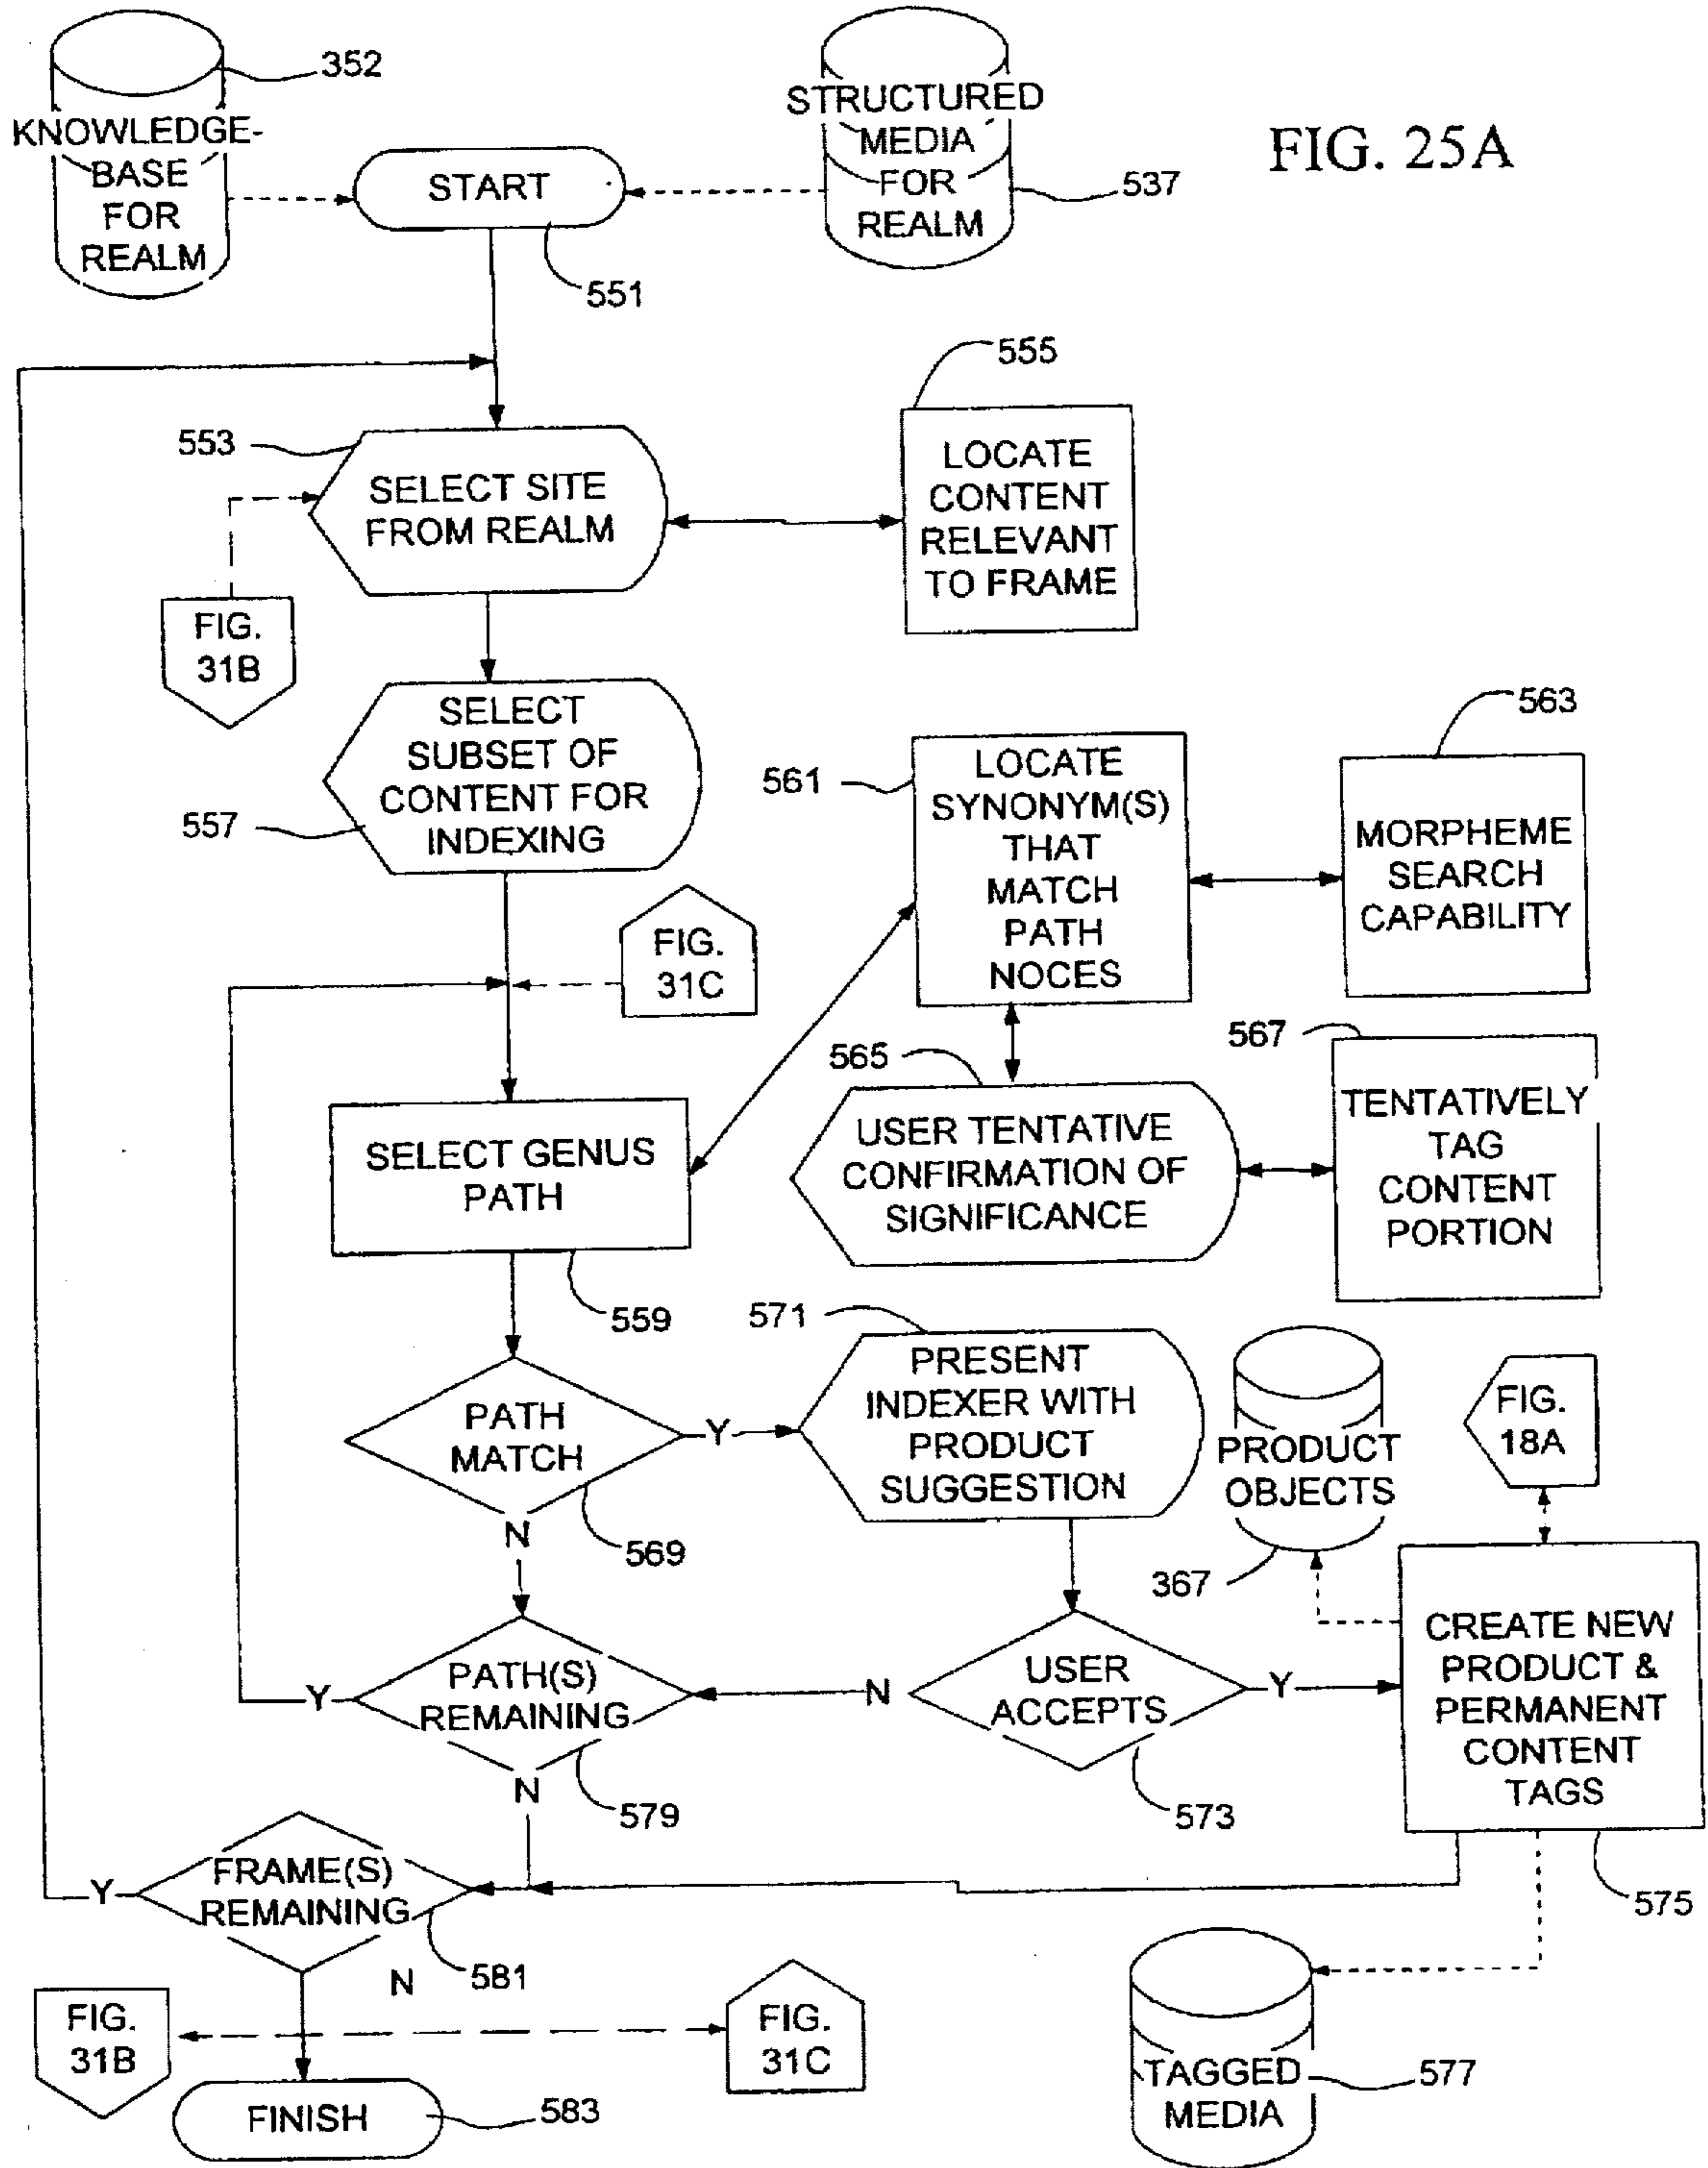 352
KNOWLEDGE-
BASE
FOR
REALM
START
551
STRUCTURED
MEDIA
FOR
REALM
537
FIG. 25A
553
SELECT SITE
FROM REALM
555
LOCATE
CONTENT
RELEVANT
TO FRAME
FIG.
31B
SELECT
SUBSET OF
CONTENT FOR
INDEXING
557
561
LOCATE
SYNONYM(S)
THAT
MATCH
PATH
NOCES
563
MORPHEME
SEARCH
CAPABILITY
FIG.
31C
565
USER TENTATIVE
CONFIRMATION OF
SIGNIFICANCE
567
TENTATIVELY
TAG
CONTENT
PORTION
SELECT GENUS
PATH
559
571
PRESENT
INDEXER WITH
PRODUCT
SUGGESTION
PATH
MATCH
Y
N
569
PRODUCT
OBJECTS
367
FIG.
18A
PATH(S)
REMAINING
Y
N
579
USER
ACCEPTS
N
Y
573
CREATE NEW
PRODUCT &
PERMANENT
CONTENT
TAGS
575
FRAME(S)
REMAINING
Y
N
581
FIG.
31B
FIG.
31C
FINISH
583
TAGGED
MEDIA
577